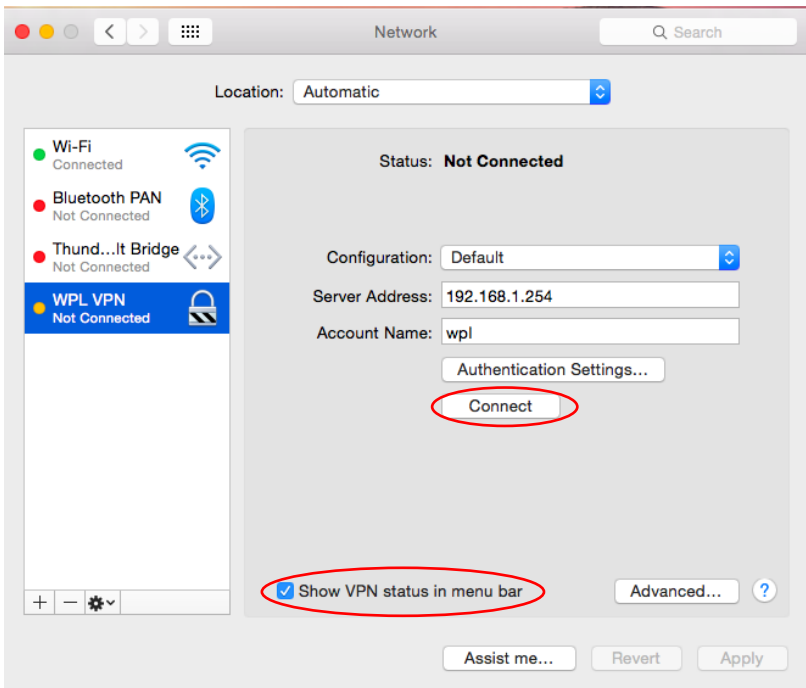 Network
Search
Location: Automatic
Wi-Fi
Connected
Bluetooth PAN
Not Connected
Thund...lt Bridge
Not Connected
WPL VPN
Not Connected
Status: Not Connected
Configuration: Default
Server Address: 192.168.1.254
Account Name: wpl
Authentication Settings...
Connect
Show VPN status in menu bar
Advanced... ?
Assist me... Revert Apply